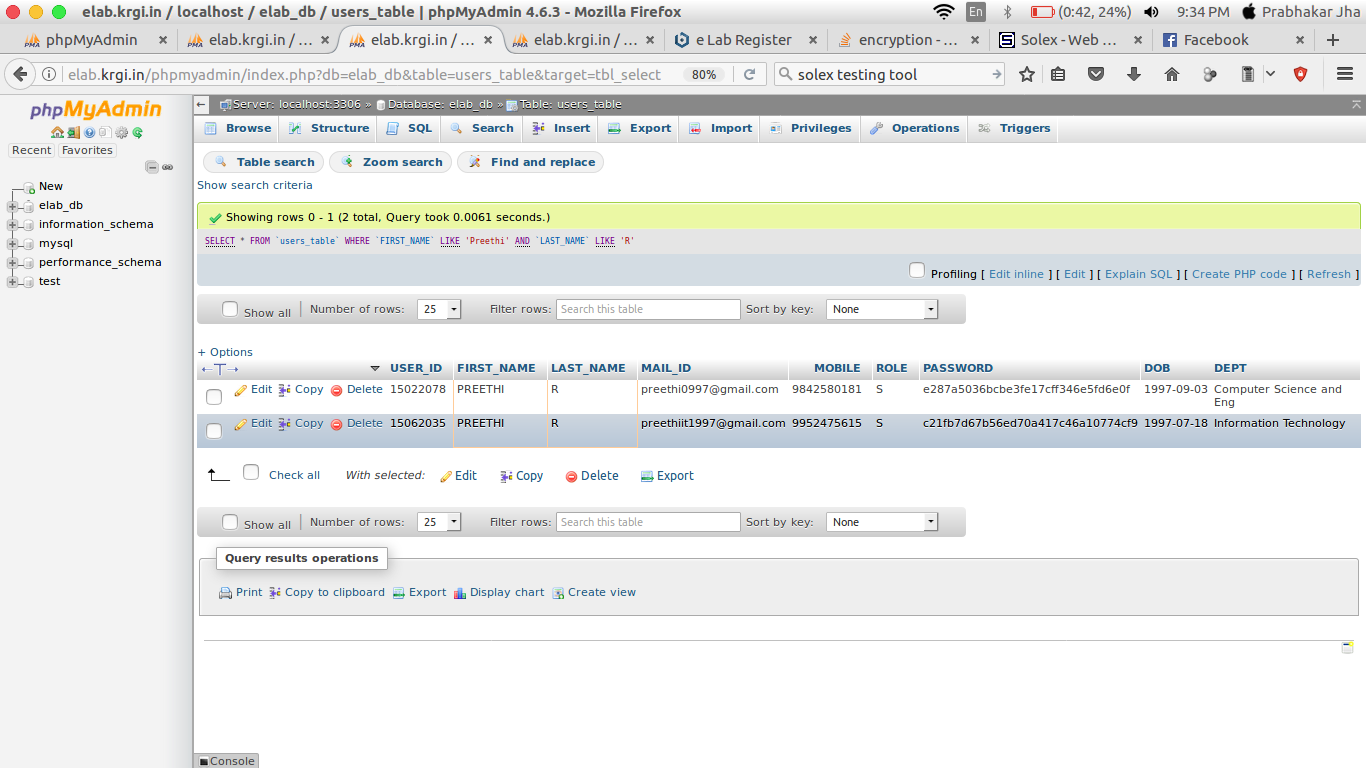 elab.krgi.in / localhost / elab_db / users_table | phpMyAdmin 4.6.3 - Mozilla Firefox
En (0:42, 24%) 9:34 PM Prabhakar Jha
phpMyAdmin elab.krgi.in / ... elab.krgi.in / ... elab.krgi.in / ... e Lab Register encryption - ... Solex - Web ... Facebook
elab.krgi.in/phpmyadmin/index.php?db=elab_db&table=users_table&target=tbl_select 80% solex testing tool
phpMyAdmin
Recent Favorites
New
elab_db
information_schema
mysql
performance_schema
test
Server: localhost:3306 » Database: elab_db » Table: users_table
Browse Structure SQL Search Insert Export Import Privileges Operations Triggers
Table search Zoom search Find and replace
Show search criteria
Showing rows 0 - 1 (2 total, Query took 0.0061 seconds.)
SELECT * FROM `users_table` WHERE `FIRST_NAME` LIKE 'Preethi' AND `LAST_NAME` LIKE 'R'
Profiling [ Edit inline ] [ Edit ] [ Explain SQL ] [ Create PHP code ] [ Refresh ]
Show all Number of rows: 25 Filter rows: Search this table Sort by key: None
+ Options
USER_ID FIRST_NAME LAST_NAME MAIL_ID MOBILE ROLE PASSWORD DOB DEPT
Edit Copy Delete 15022078 PREETHI R preethi0997@gmail.com 9842580181 S e287a5036bcbe3fe17cff346e5fd6e0f 1997-09-03 Computer Science and
Eng
Edit Copy Delete 15062035 PREETHI R preethiit1997@gmail.com 9952475615 S c21fb7d67b56ed70a417c46a10774cf9 1997-07-18 Information Technology
Check all With selected: Edit Copy Delete Export
Show all Number of rows: 25 Filter rows: Search this table Sort by key: None
Query results operations
Print Copy to clipboard Export Display chart Create view
Console